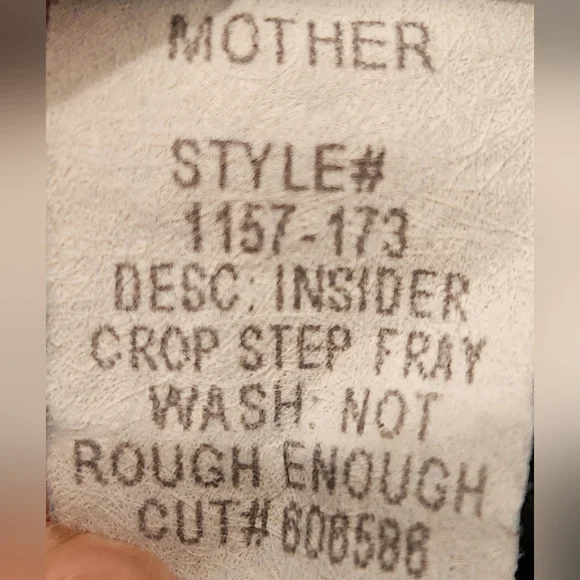 MOTHER
STYLE#
1157-173
DESC: INSIDER
CROP STEP FRAY
WASH: NOT
ROUGH ENOUGH
CUT# 606586